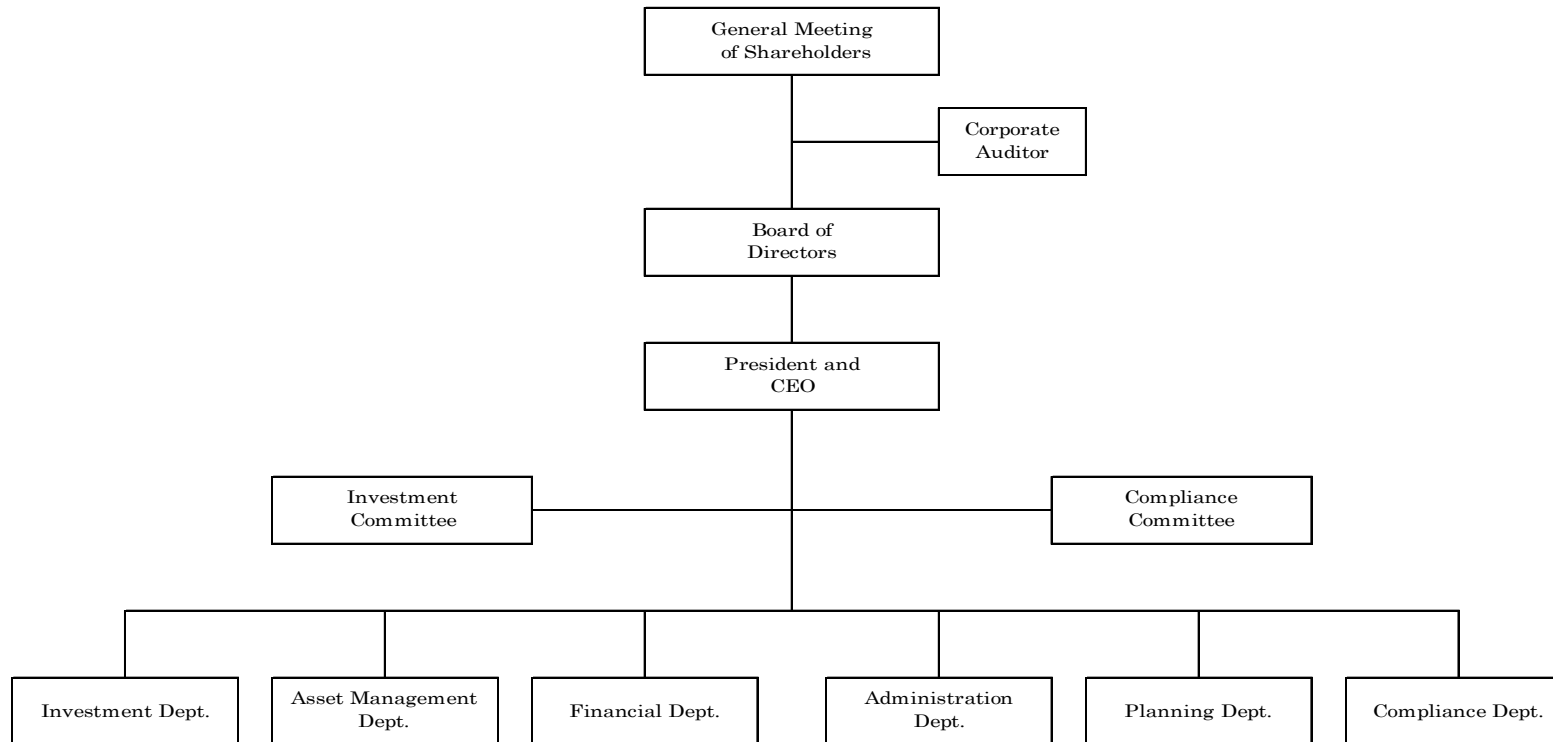 General Meeting
of Shareholders
Corporate
Auditor
Board of
Directors
President and
CEO
Investment
Committee
Compliance
Committee
Investment Dept.
Asset Management
Dept.
Financial Dept.
Administration
Dept.
Planning Dept.
Compliance Dept.